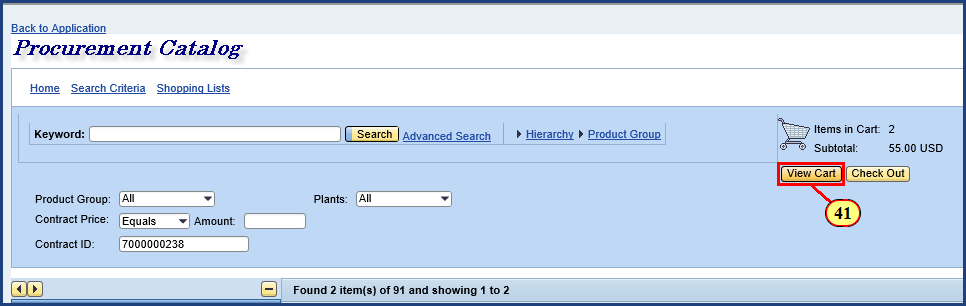 Back to Application
Procurement Catalog
Home Search Criteria Shopping Lists
Keyword: Search Advanced Search Hierarchy Product Group
Items in Cart: 2
Subtotal: 55.00 USD
View Cart Check Out
Product Group: All Plants: All
41
Contract Price: Equals Amount:
Contract ID: 7000000238
Found 2 item(s) of 91 and showing 1 to 2